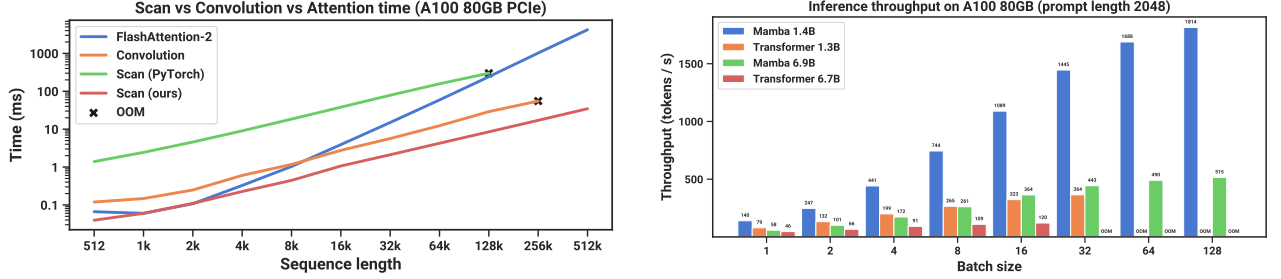 Scan vs Convolution vs Attention time (A100 80GB PCIe)
FlashAttention-2
Convolution
Scan (PyTorch)
Scan (ours)
OOM
Time (ms)
1000
100
10
1
0.1
512 1k 2k 4k 8k 16k 32k 64k 128k 256k 512k
Sequence length
Inference throughput on A100 80GB (prompt length 2048)
Mamba 1.4B
Transformer 1.3B
Mamba 6.9B
Transformer 6.7B
Throughput (tokens / s)
1500
1000
500
140 79 58 46
247 132 101 66
441 199 172 91
744 265 261 109
1089 323 364 120
1445 364 443 OOM
1688 OOM 490 OOM
1814 OOM 515 OOM
1 2 4 8 16 32 64 128
Batch size